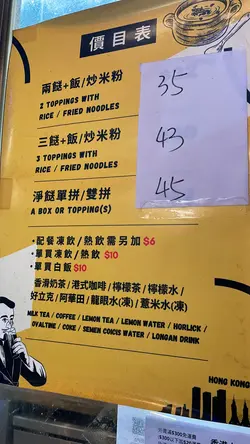 價目表
兩餸+飯/炒米粉
2 TOPPINGS WITH
RICE / FRIED NOODLES
35
三餸+飯/炒米粉
3 TOPPINGS WITH
RICE / FRIED NOODLES
43
淨餸單拼/雙拼
A BOX OR TOPPING(S)
45
•配餐凍飲/熱飲需另加$6
•單買凍飲/熱飲 $10
•單買白飯$10
香滑奶茶/港式咖啡/檸檬茶/檸檬水/
好立克/阿華田/龍眼水(凍)/薏米水(凍)
MILK TEA / COFFEE / LEMON TEA / LEMON WATER / HORLICK /
OVALTINE / COKE / SEMEN COICIS WATER / LONGAN DRINK
HONG KONG